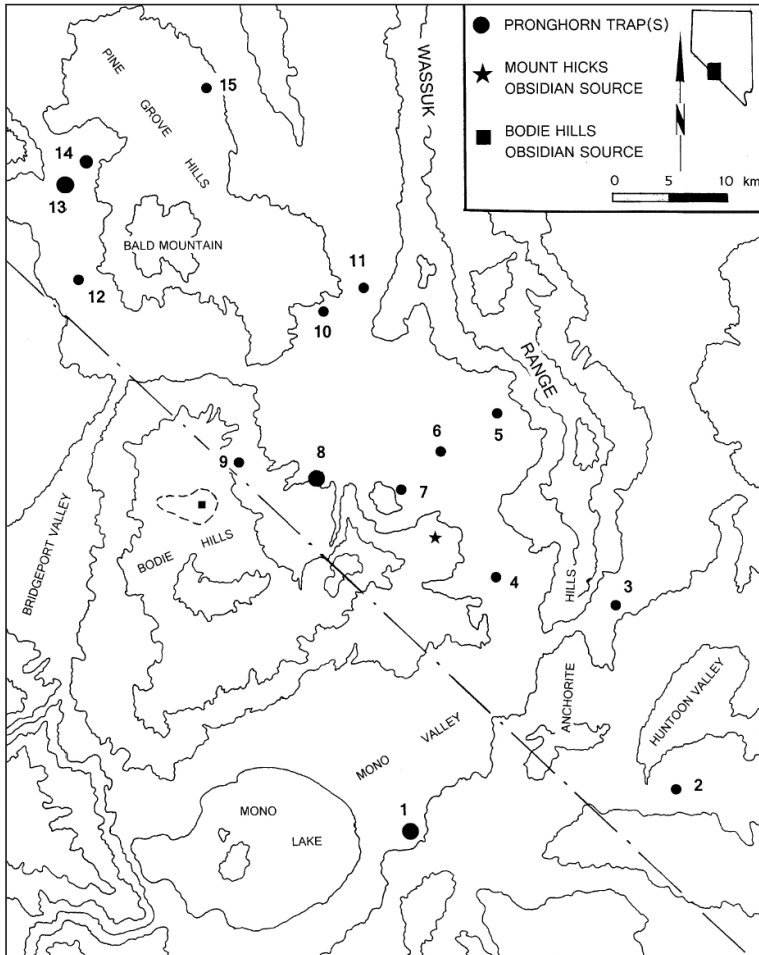 PRONGHORN TRAP(S)
MOUNT HICKS
OBSIDIAN SOURCE
BODIE HILLS
OBSIDIAN SOURCE
N
0 5 10 km
WASSUK
RANGE
PINE
GROVE
HILLS
15
14
13
BALD MOUNTAIN
12
11
10
5
6
8
7
9
BRIDGEPORT VALLEY
BODIE HILLS
4
HILLS
3
ANCHORITE
HUNTOON VALLEY
MONO VALLEY
2
1
MONO
LAKE